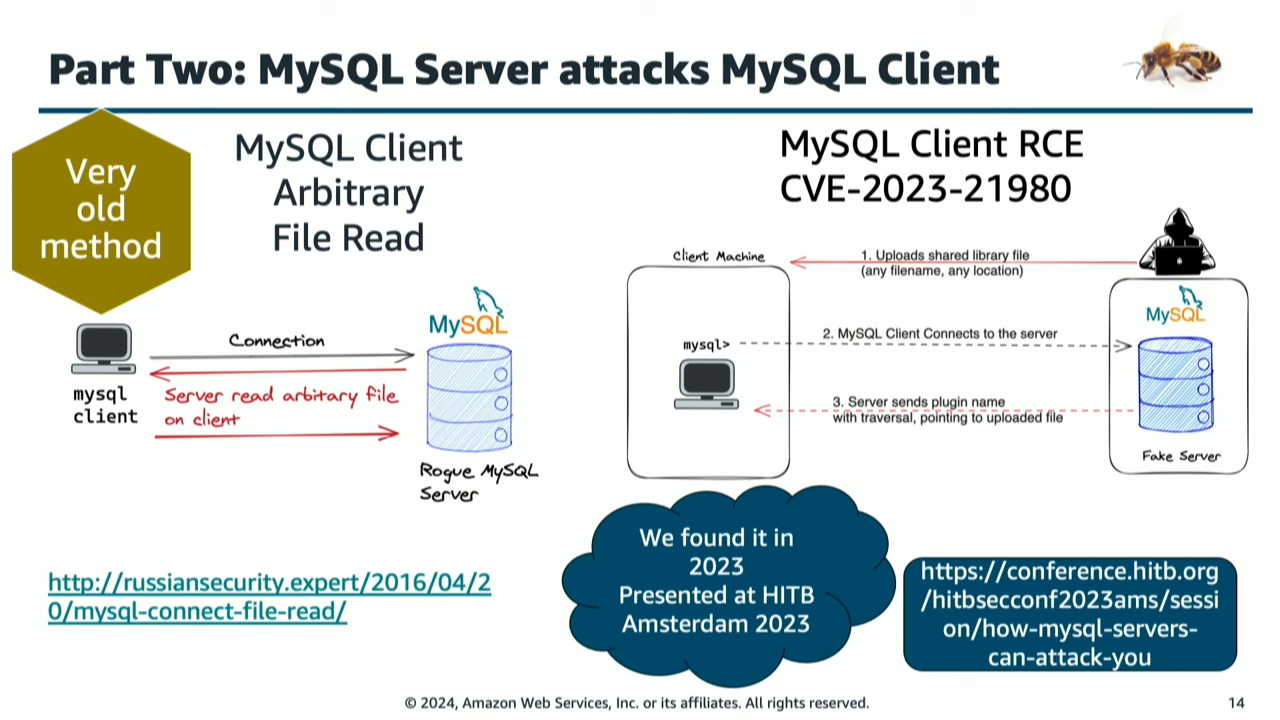 Part Two: MySQL Server attacks MySQL Client
Very
old
method
MySQL Client
Arbitrary
File Read
MySQL
Connection
mysql
client
Server read arbitary file
on client
Rogue MySQL
Server
http://russiansecurity.expert/2016/04/2
0/mysql-connect-file-read/
MySQL Client RCE
CVE-2023-21980
Client Machine
1. Uploads shared library file
(any filename, any location)
MySQL
mysql>
2. MySQL Client Connects to the server
3. Server sends plugin name
with traversal, pointing to uploaded file
Fake Server
We found it in
2023
Presented at HITB
Amsterdam 2023
https://conference.hitb.org
/hitbsecconf2023ams/sessi
on/how-mysql-servers-
can-attack-you
© 2024, Amazon Web Services, Inc. or its affiliates. All rights reserved.
14